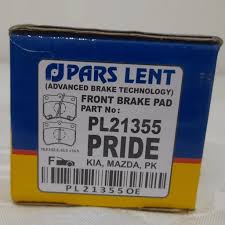 PARS LENT
(ADVANCED BRAKE TECHNOLOGY)
FRONT BRAKE PAD
PART No :
PL21355
PRIDE
F
KIA, MAZDA, PK
PL21355OE